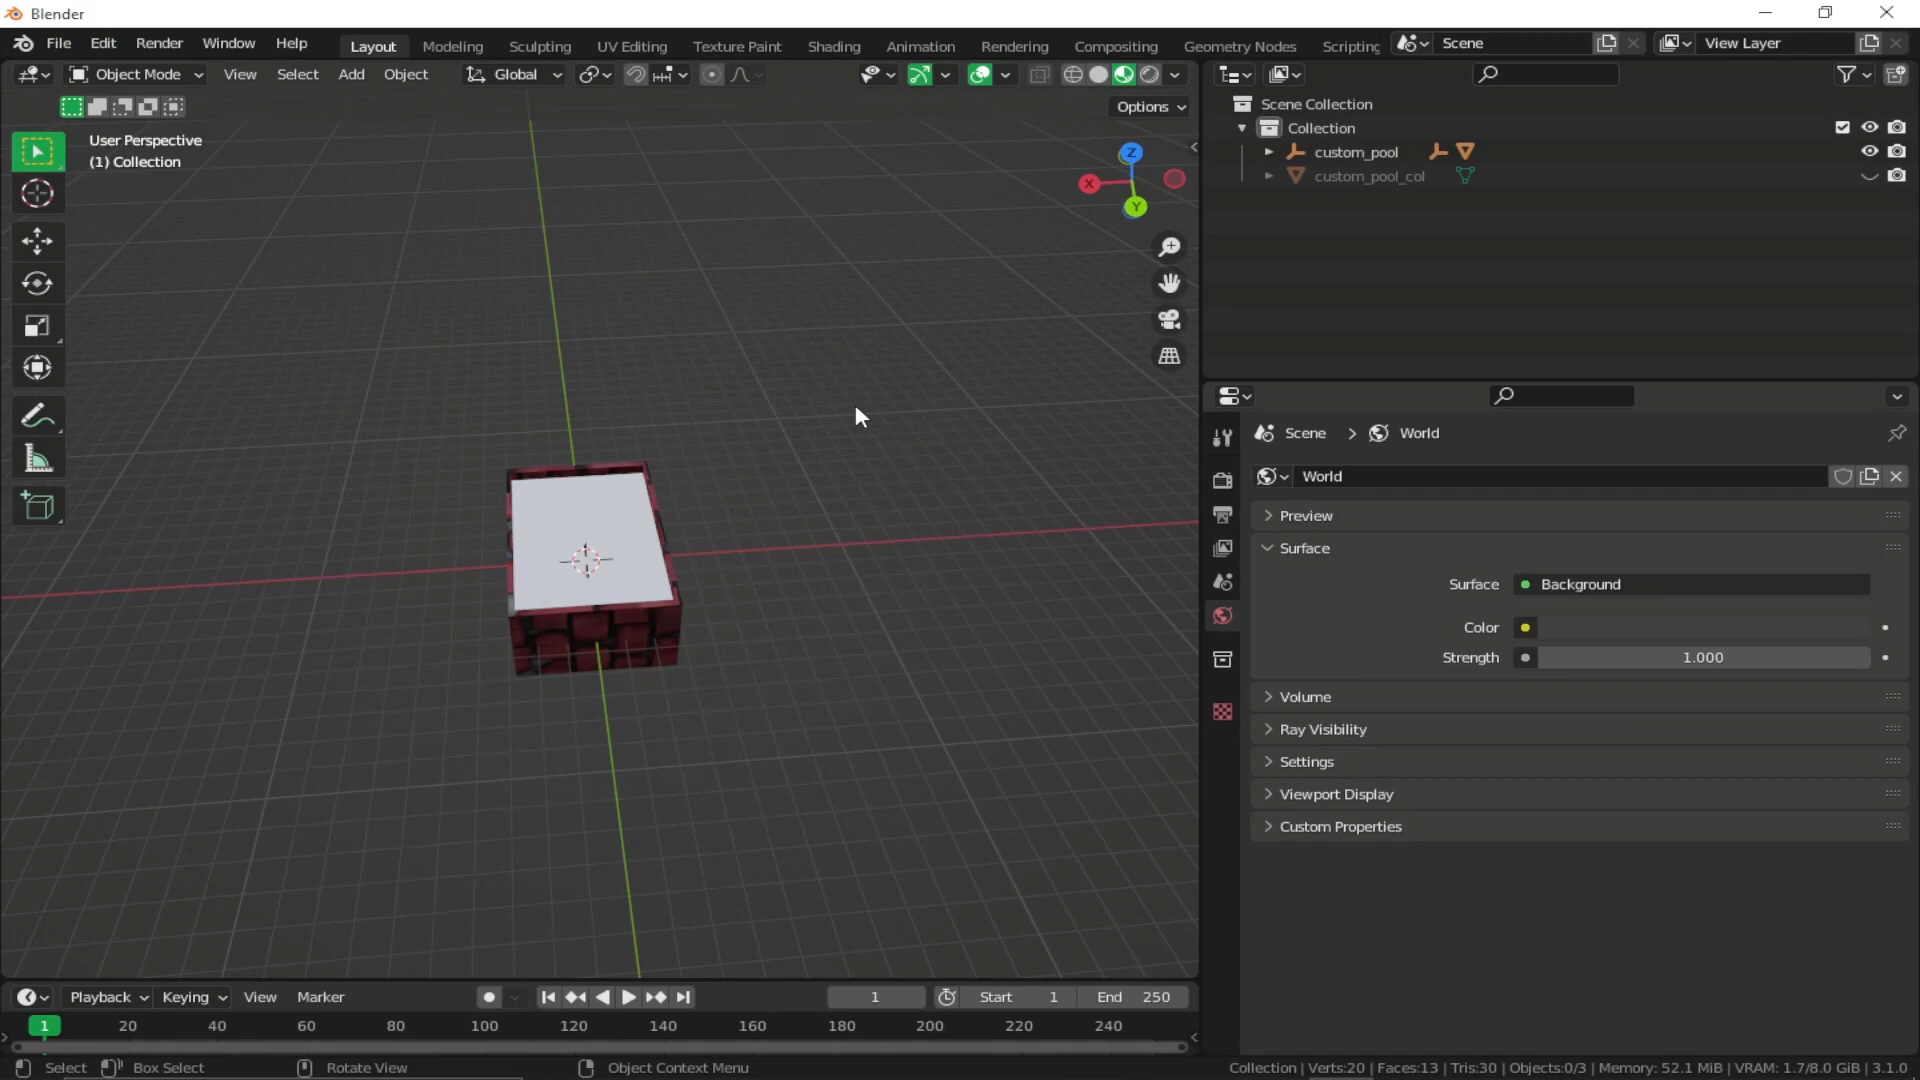 Blender
File Edit Render Window Help Layout Modeling Sculpting UV Editing Texture Paint Shading Animation Rendering Compositing Geometry Nodes Scripting Scene View Layer
Object Mode View Select Add Object Global
Options
User Perspective
(1) Collection
Z
X
Y
Scene Collection
Collection
custom_pool
custom_pool_col
Scene > World
World
Preview
Surface
Surface Background
Color
Strength 1.000
Volume
Ray Visibility
Settings
Viewport Display
Custom Properties
Playback Keying View Marker 1 Start 1 End 250
1 20 40 60 80 100 120 140 160 180 200 220 240
Select Box Select Rotate View Object Context Menu Collection | Verts:20 | Faces:13 | Tris:30 | Objects:0/3 | Memory: 52.1 MiB | VRAM: 1.7/8.0 GiB | 3.1.0